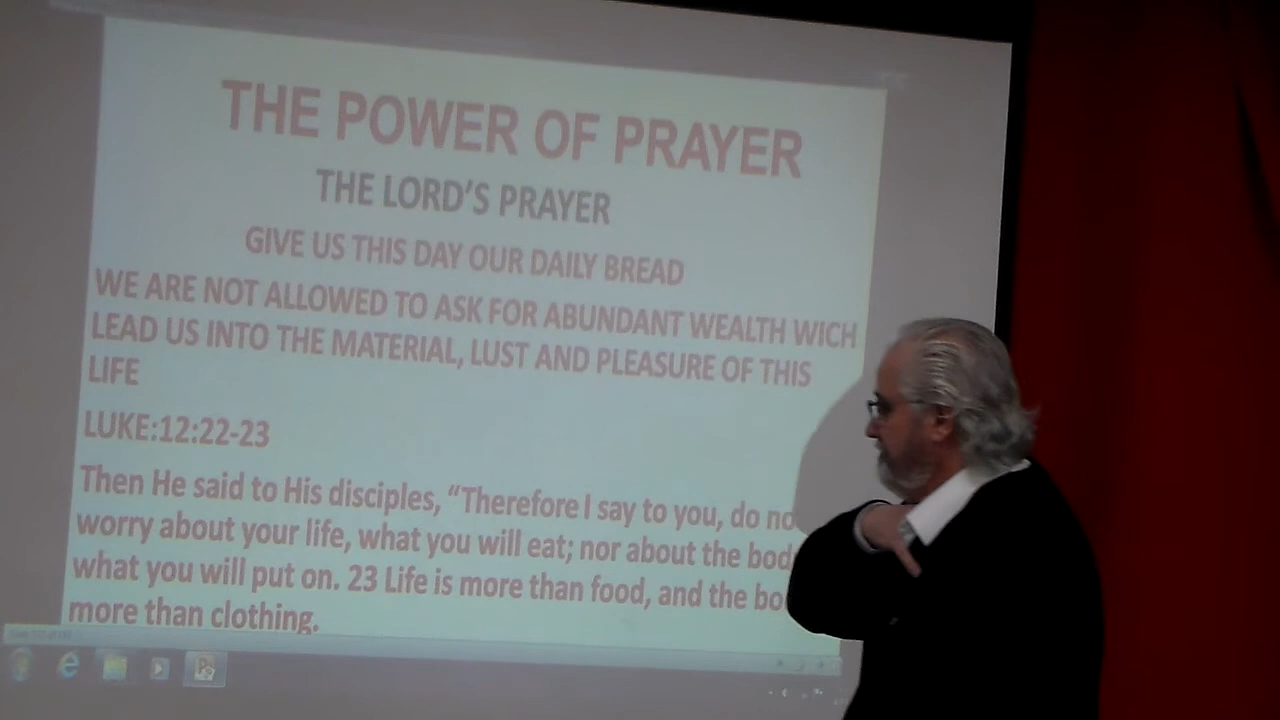 THE POWER OF PRAYER
THE LORD'S PRAYER
GIVE US THIS DAY OUR DAILY BREAD
WE ARE NOT ALLOWED TO ASK FOR ABUNDANT WEALTH WICH
LEAD US INTO THE MATERIAL, LUST AND PLEASURE OF THIS
LIFE
LUKE:12:22-23
Then He said to His disciples, “Therefore I say to you, do no
worry about your life, what you will eat; nor about the bod
what you will put on. 23 Life is more than food, and the bo
more than clothing.